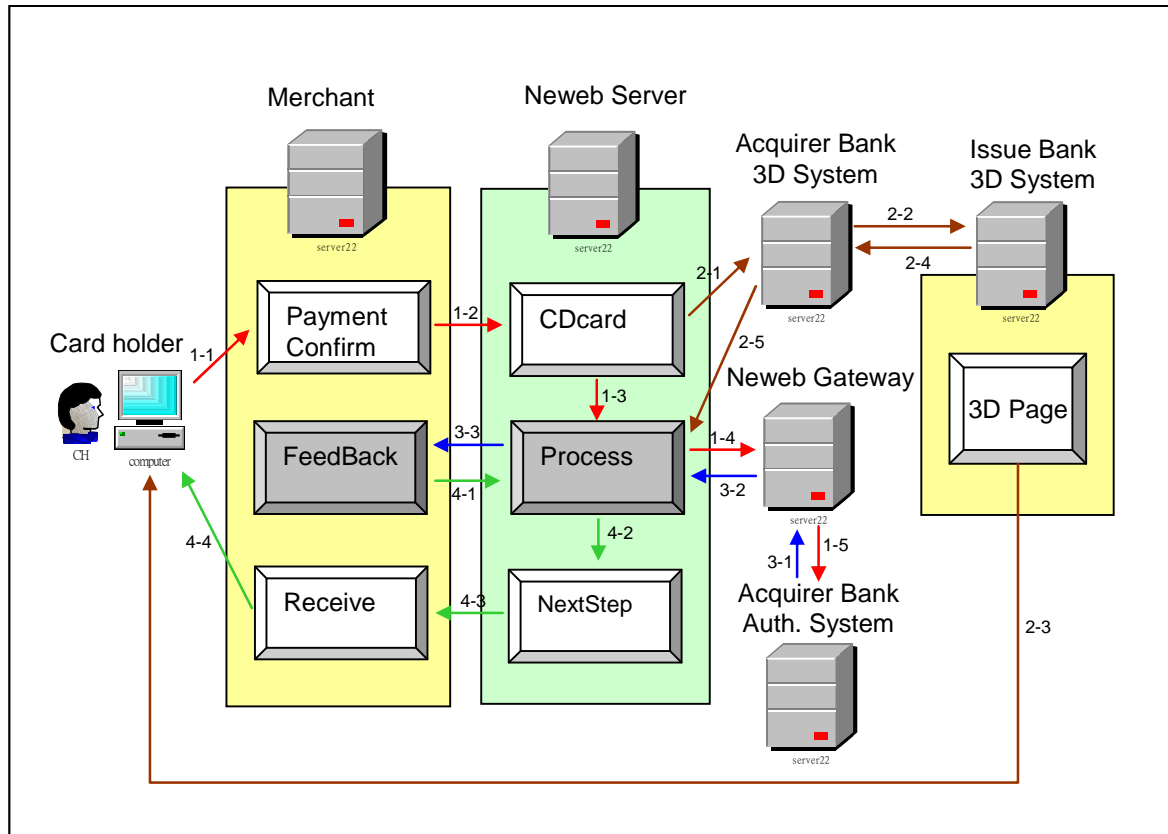 Merchant
Neweb Server
Acquirer Bank
3D System
Issue Bank
3D System
server22
server22
server22
server22
2-2
2-4
2-1
2-5
Payment
Confirm
1-2
CDcard
Card holder
1-1
CH
computer
1-3
Neweb Gateway
3D Page
FeedBack
3-3
4-1
Process
1-4
3-2
server22
4-2
3-1
1-5
4-4
Receive
4-3
NextStep
Acquirer Bank
Auth. System
2-3
server22